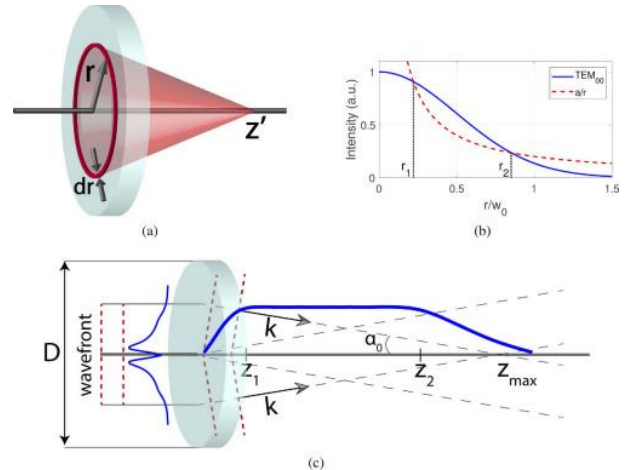 r
dr
z'
(a)
Intensity (a.u.)
1
0.5
0
TEM₀₀
a/r
r₁
r₂
0 0.5 1 1.5
r/w₀
(b)
D
wavefront
k
k
α₀
z₁
z₂
zₘₐₓ
(c)